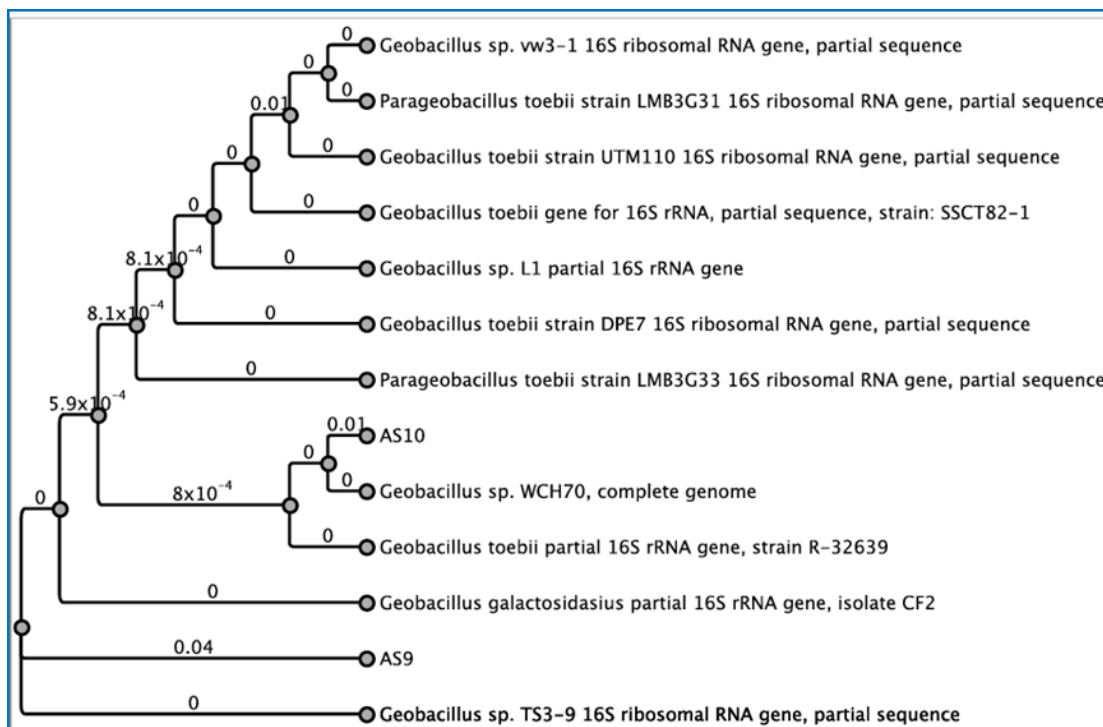 0
0 Geobacillus sp. vw3-1 16S ribosomal RNA gene, partial sequence
0.01 0 Parageobacillus toebii strain LMB3G31 16S ribosomal RNA gene, partial sequence
0 0 Geobacillus toebii strain UTM110 16S ribosomal RNA gene, partial sequence
0 0 Geobacillus toebii gene for 16S rRNA, partial sequence, strain: SSCT82-1
8.1x10⁻⁴ 0 Geobacillus sp. L1 partial 16S rRNA gene
8.1x10⁻⁴ 0 Geobacillus toebii strain DPE7 16S ribosomal RNA gene, partial sequence
0 Parageobacillus toebii strain LMB3G33 16S ribosomal RNA gene, partial sequence
5.9x10⁻⁴ 0.01 AS10
0
8x10⁻⁴ 0 Geobacillus sp. WCH70, complete genome
0 0 Geobacillus toebii partial 16S rRNA gene, strain R-32639
0 Geobacillus galactosidasius partial 16S rRNA gene, isolate CF2
0.04 AS9
0 Geobacillus sp. TS3-9 16S ribosomal RNA gene, partial sequence